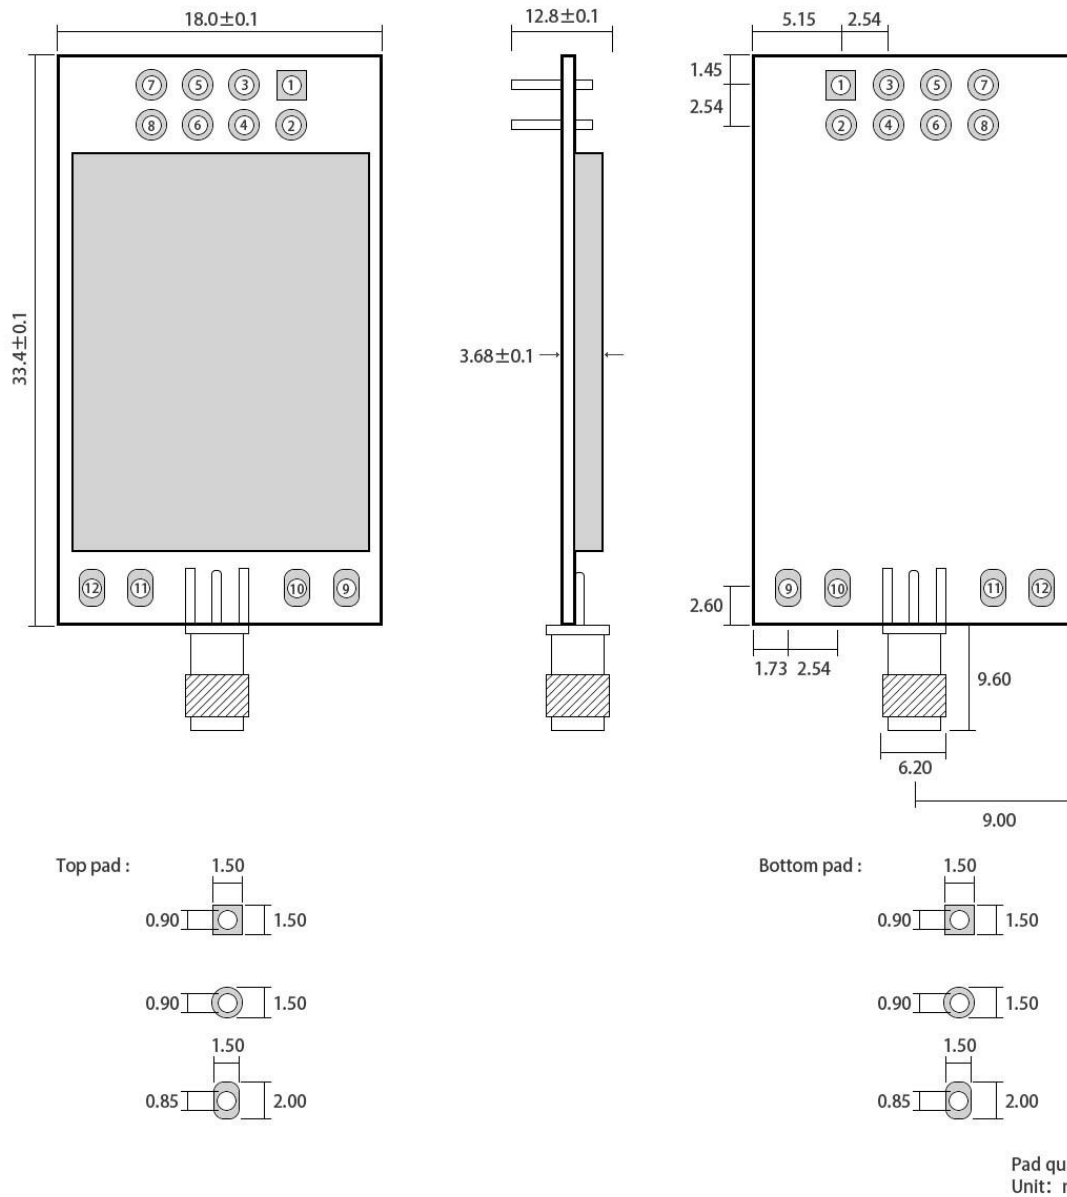 18.0±0.1
12.8±0.1
5.15 2.54
1.45
2.54
⑦ ⑤ ③ ①
⑧ ⑥ ④ ②
① ③ ⑤ ⑦
② ④ ⑥ ⑧
33.4±0.1
3.68±0.1
⑫ ⑪ ⑩ ⑨
2.60
⑨ ⑩ ⑪ ⑫
1.73 2.54
9.60
6.20
9.00
Top pad :
1.50
0.90 1.50
0.90 1.50
1.50
0.85 2.00
Bottom pad :
1.50
0.90 1.50
0.90 1.50
1.50
0.85 2.00
Pad
Unit: